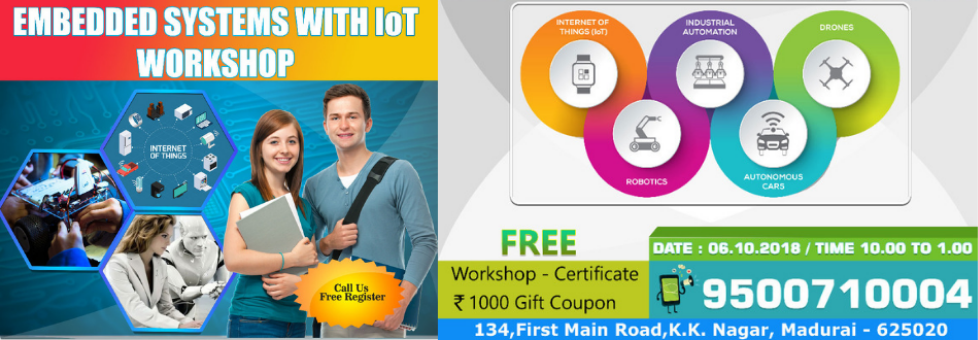 EMBEDDED SYSTEMS WITH IoT
WORKSHOP
INTERNET
OF THINGS
Call Us
Free Register
INTERNET OF
THINGS (IoT)
INDUSTRIAL
AUTOMATION
DRONES
ROBOTICS
AUTONOMOUS
CARS
FREE
Workshop - Certificate
₹ 1000 Gift Coupon
DATE : 06.10.2018 / TIME 10.00 TO 1.00
9500710004
134,First Main Road,K.K. Nagar, Madurai - 625020